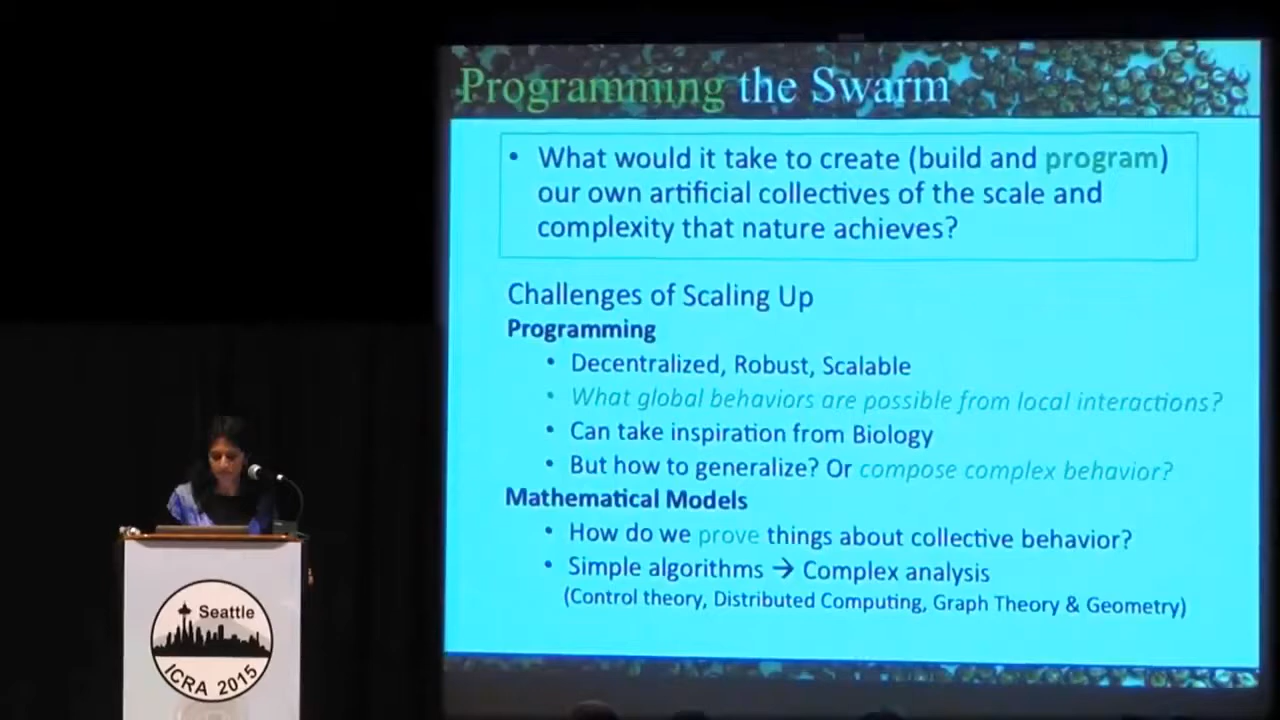 Programming the Swarm
• What would it take to create (build and program)
our own artificial collectives of the scale and
complexity that nature achieves?
Challenges of Scaling Up
Programming
• Decentralized, Robust, Scalable
• What global behaviors are possible from local interactions?
• Can take inspiration from Biology
• But how to generalize? Or compose complex behavior?
Mathematical Models
• How do we prove things about collective behavior?
• Simple algorithms → Complex analysis
(Control theory, Distributed Computing, Graph Theory & Geometry)
Seattle
ICRA 2015